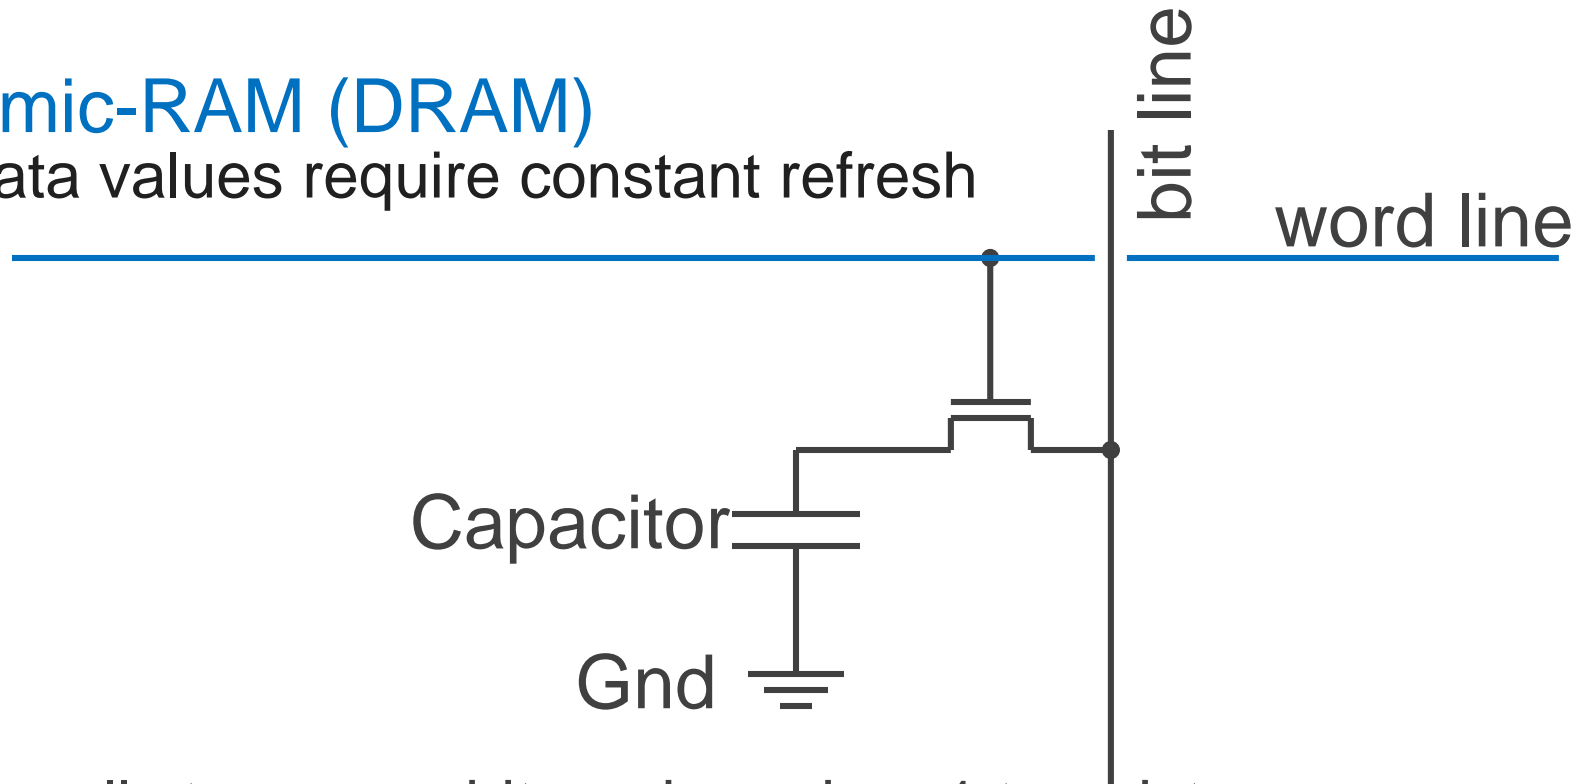 mic-RAM (DRAM)
ata values require constant refresh
bit line
word line
Capacitor
Gnd